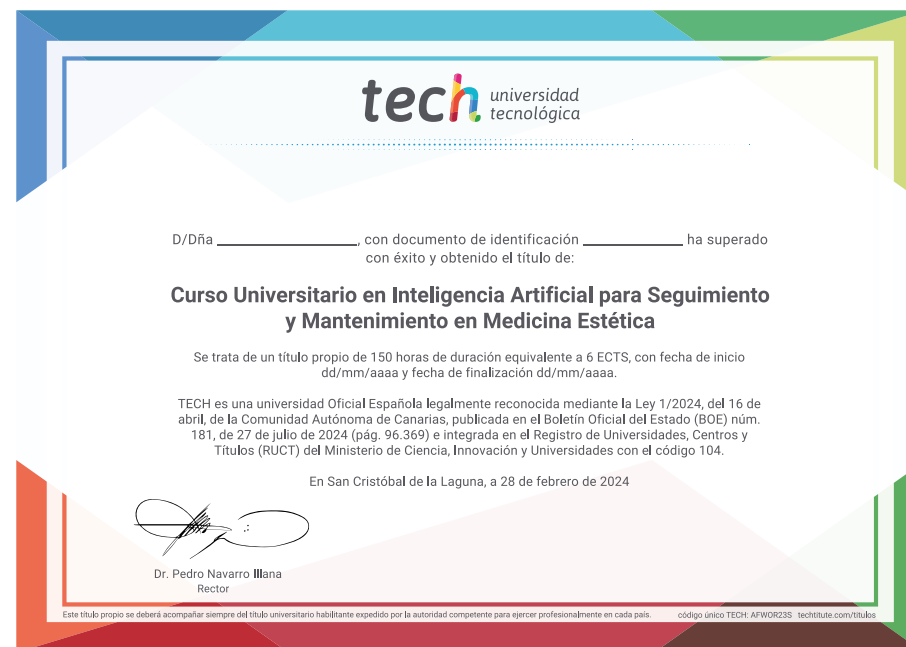 tech universidad
tecnológica
D/Dña ____________________, con documento de identificación ______________ ha superado
con éxito y obtenido el título de:
Curso Universitario en Inteligencia Artificial para Seguimiento
y Mantenimiento en Medicina Estética
Se trata de un título propio de 150 horas de duración equivalente a 6 ECTS, con fecha de inicio
dd/mm/aaaa y fecha de finalización dd/mm/aaaa.
TECH es una universidad Oficial Española legalmente reconocida mediante la Ley 1/2024, del 16 de
abril, de la Comunidad Autónoma de Canarias, publicada en el Boletín Oficial del Estado (BOE) núm.
181, de 27 de julio de 2024 (pág. 96.369) e integrada en el Registro de Universidades, Centros y
Títulos (RUCT) del Ministerio de Ciencia, Innovación y Universidades con el código 104.
En San Cristóbal de la Laguna, a 28 de febrero de 2024
Dr. Pedro Navarro Illana
Rector
Este título propio se deberá acompañar siempre del título universitario habilitante expedido por la autoridad competente para ejercer profesionalmente en cada país. código único TECH: AFWOR23S techtitute.com/titulos